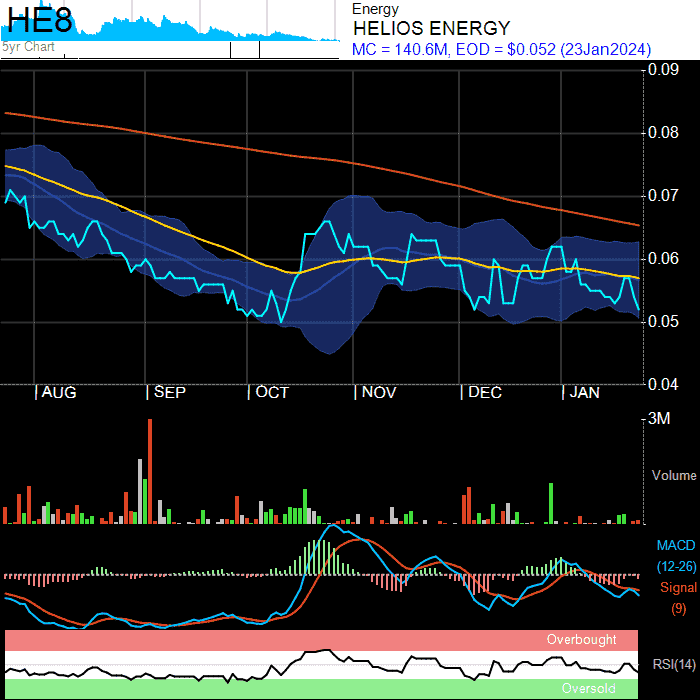 HE8
5yr Chart
Energy
HELIOS ENERGY
MC = 140.6M, EOD = $0.052 (23Jan2024)
0.09
0.08
0.07
0.06
0.05
0.04
AUG SEP OCT NOV DEC JAN
3M
Volume
MACD
(12-26)
Signal
(9)
Overbought
RSI(14)
Oversold